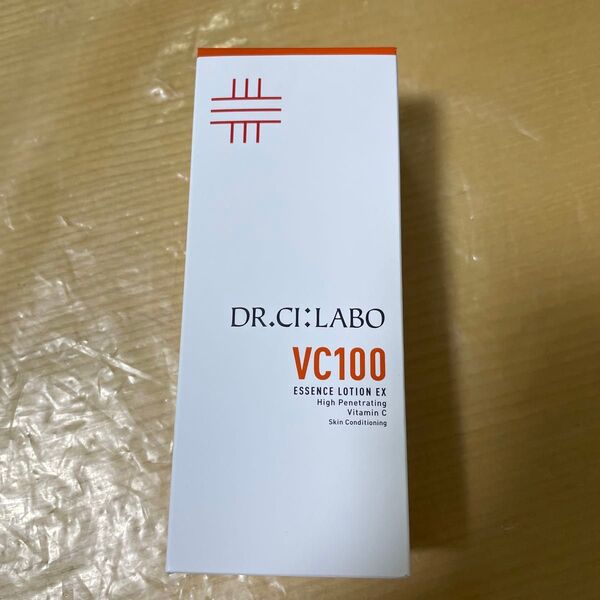 DR.CI:LABO
VC100
ESSENCE LOTION EX
High Penetrating
Vitamin C
Skin Conditioning